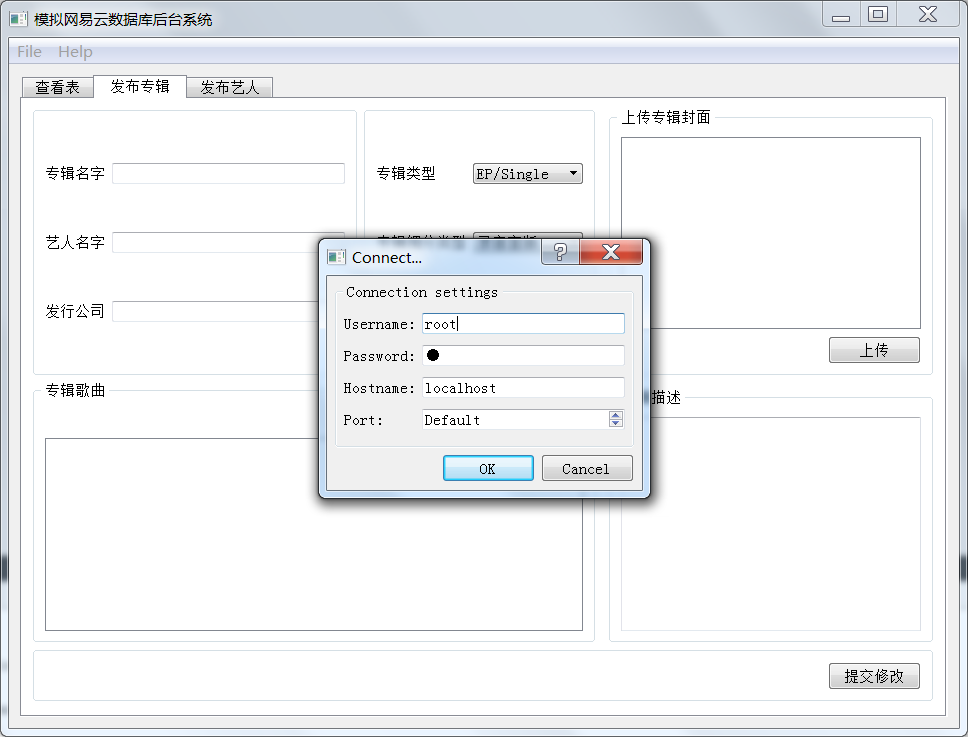 模拟网易云数据库后台系统
File Help
查看表 发布专辑 发布艺人
专辑名字
艺人名字
发行公司
专辑类型 EP/Single
上传专辑封面
上传
Connect...
Connection settings
Username: root
Password: ●
Hostname: localhost
Port: Default
OK Cancel
专辑歌曲
描述
提交修改